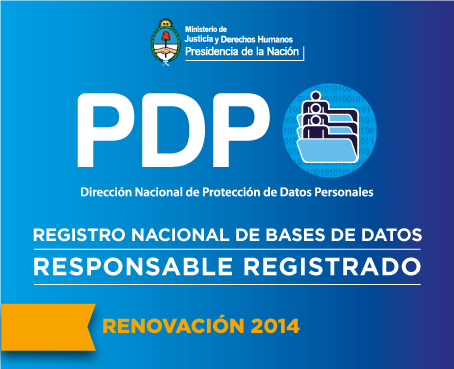 Ministerio de
Justicia y Derechos Humanos
Presidencia de la Nación
PDP
Dirección Nacional de Protección de Datos Personales
REGISTRO NACIONAL DE BASES DE DATOS
RESPONSABLE REGISTRADO
RENOVACIÓN 2014